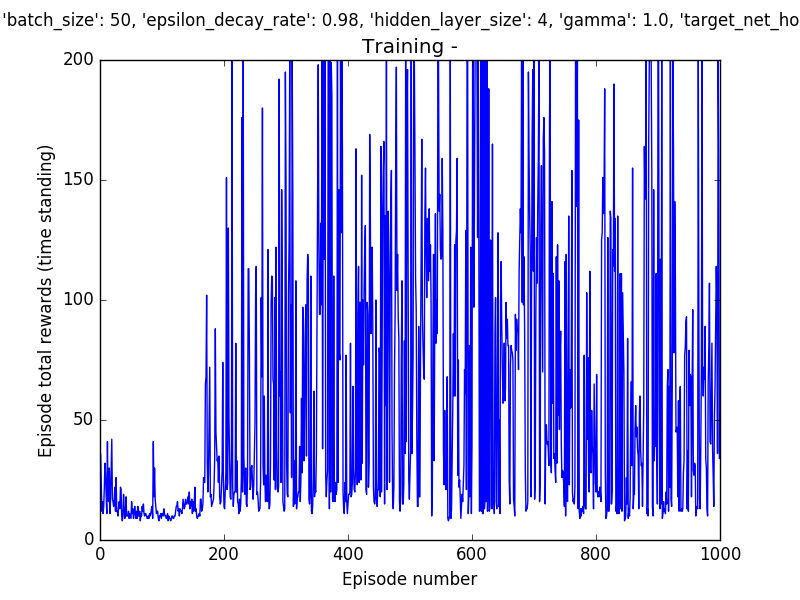 'batch_size': 50, 'epsilon_decay_rate': 0.98, 'hidden_layer_size': 4, 'gamma': 1.0, 'target_net_ho
Training -
200
150
100
50
0
Episode total rewards (time standing)
0 200 400 600 800 1000
Episode number